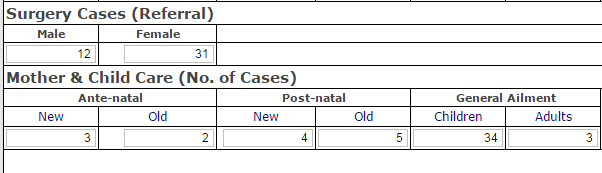 Surgery Cases (Referral)
Male Female
12 31
Mother & Child Care (No. of Cases)
Ante-natal Post-natal General Ailment
New Old New Old Children Adults
3 2 4 5 34 3